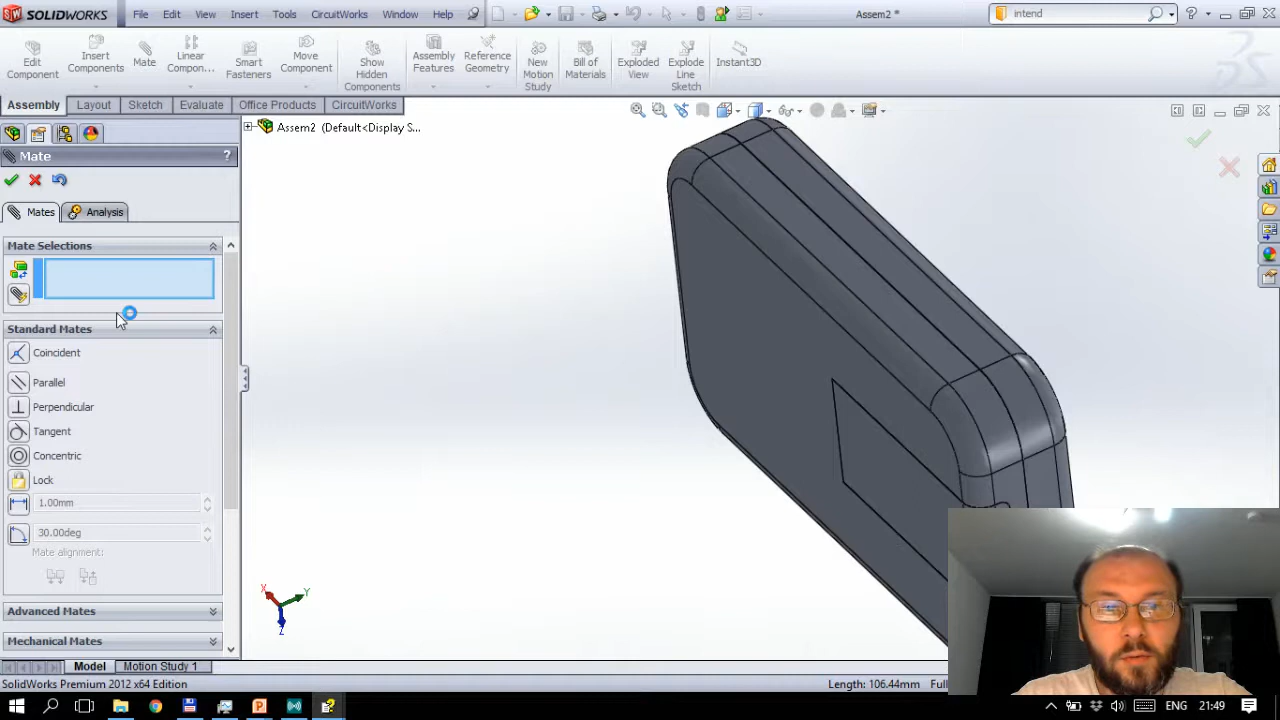 SOLIDWORKS File Edit View Insert Tools CircuitWorks Window Help Assem2 * intend
Edit Component
Insert Components
Mate
Linear Compon...
Smart Fasteners
Move Component
Show Hidden Components
Assembly Features
Reference Geometry
New Motion Study
Bill of Materials
Exploded View
Explode Line Sketch
Instant3D
Assembly Layout Sketch Evaluate Office Products CircuitWorks
Assem2 (Default<Display S...
Mate ?
Mates Analysis
Mate Selections
Standard Mates
Coincident
Parallel
Perpendicular
Tangent
Concentric
Lock
1.00mm
30.00deg
Mate alignment:
Advanced Mates
Mechanical Mates
X Y
Z
Model Motion Study 1
SolidWorks Premium 2012 x64 Edition Length: 106.44mm Full
ENG 21:49